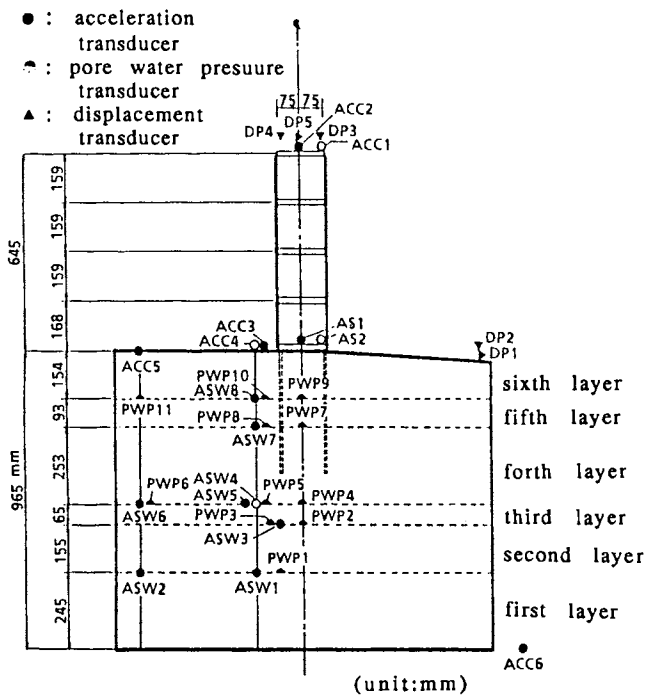 ● : acceleration
transducer
: pore water presuure
transducer
▲ : displacement
transducer
75 75
ACC2
DP5
DP4
DP3
ACC1
159
159
159
168
645
AS1
AS2
ACC3
ACC4
DP2
DP1
ACC5
154
PWP10
ASW8
PWP9
sixth layer
PWP11
93
PWP8
PWP7
fifth layer
ASW7
965 mm
253
forth layer
PWP6
ASW4
ASW5
PWP5
PWP4
ASW6
65
PWP3
PWP2
third layer
ASW3
155
PWP1
second layer
ASW2
ASW1
245
first layer
ACC6
(unit:mm)